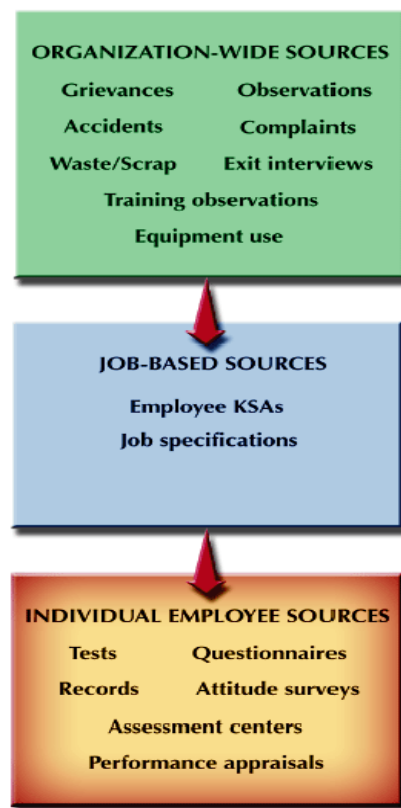 ORGANIZATION-WIDE SOURCES
Grievances Observations
Accidents Complaints
Waste/Scrap Exit interviews
Training observations
Equipment use
JOB-BASED SOURCES
Employee KSAs
Job specifications
INDIVIDUAL EMPLOYEE SOURCES
Tests Questionnaires
Records Attitude surveys
Assessment centers
Performance appraisals